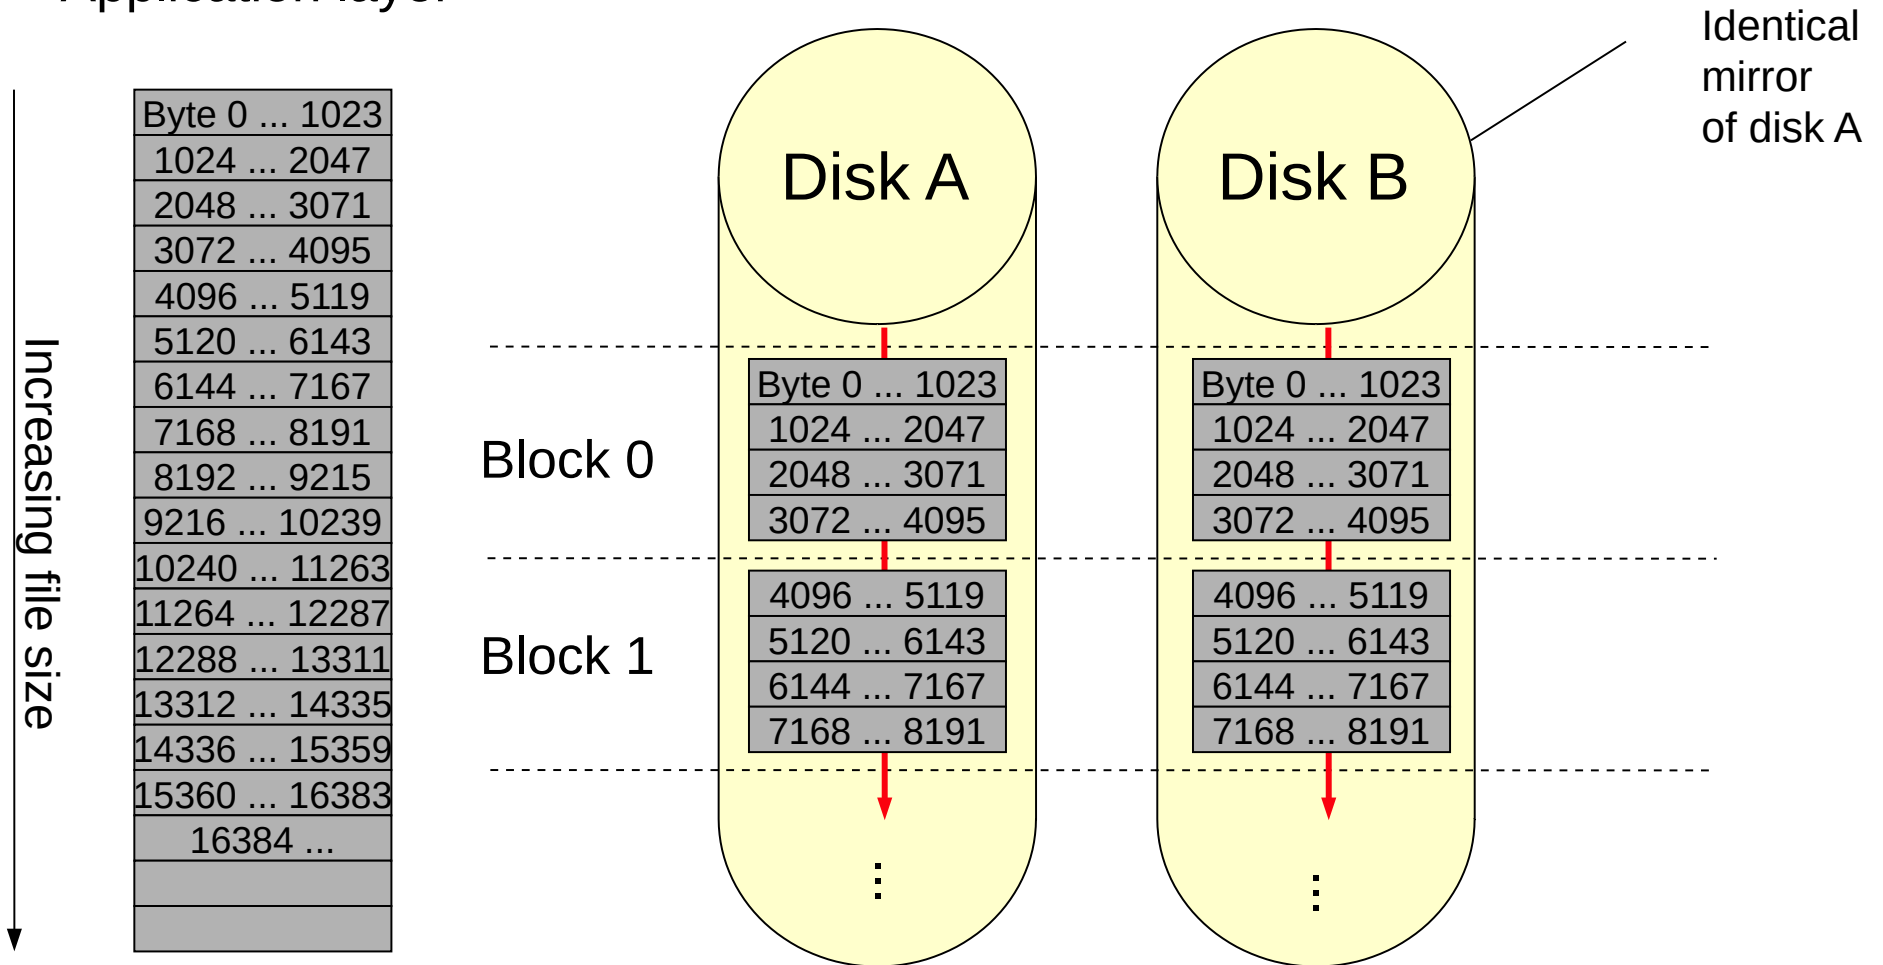 Application layer
Increasing file size
Byte 0 ... 1023
1024 ... 2047
2048 ... 3071
3072 ... 4095
4096 ... 5119
5120 ... 6143
6144 ... 7167
7168 ... 8191
8192 ... 9215
9216 ... 10239
10240 ... 11263
11264 ... 12287
12288 ... 13311
13312 ... 14335
14336 ... 15359
15360 ... 16383
16384 ...
Block 0
Block 1
Disk A
Byte 0 ... 1023
1024 ... 2047
2048 ... 3071
3072 ... 4095
4096 ... 5119
5120 ... 6143
6144 ... 7167
7168 ... 8191
...
Disk B
Byte 0 ... 1023
1024 ... 2047
2048 ... 3071
3072 ... 4095
4096 ... 5119
5120 ... 6143
6144 ... 7167
7168 ... 8191
...
Identical
mirror
of disk A